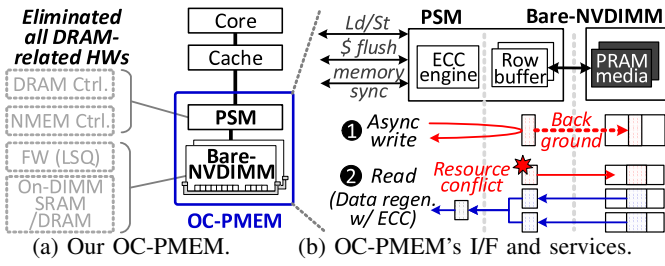 Eliminated
all DRAM-
related HWs
DRAM Ctrl.
NMEM Ctrl.
FW (LSQ)
On-DIMM
SRAM
/DRAM
Core
Cache
PSM
Bare-
NVDIMM
OC-PMEM
(a) Our OC-PMEM.
Ld/St
$ flush
memory
sync
PSM
Bare-NVDIMM
ECC
engine
Row
buffer
PRAM
media
❶ Async
write
Back
ground
❷ Read
(Data regen.
w/ ECC)
Resource
conflict
(b) OC-PMEM's I/F and services.